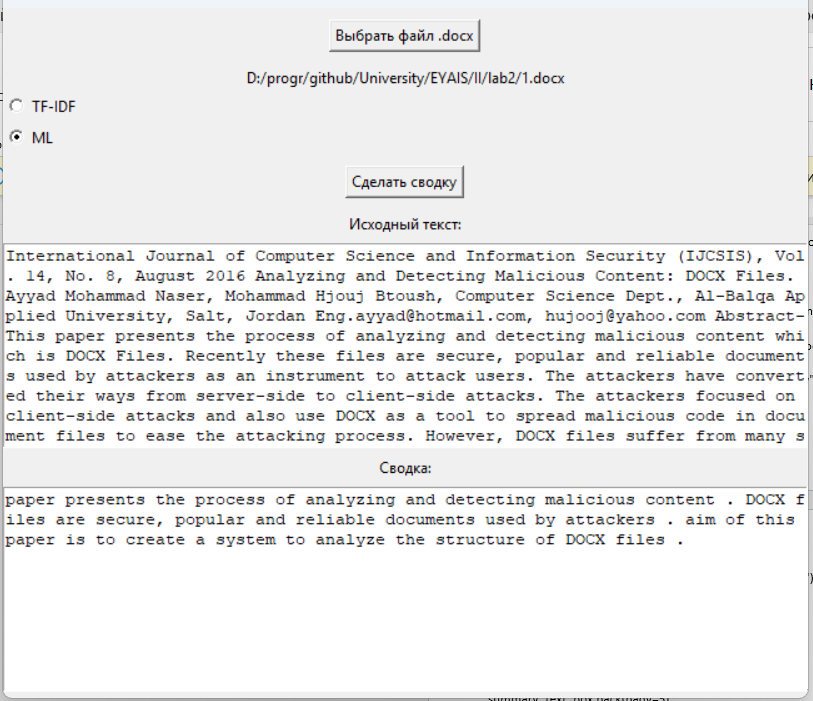 Выбрать файл .docx
D:/progr/github/University/EYAIS/II/lab2/1.docx
TF-IDF
ML
Сделать сводку
Исходный текст:
International Journal of Computer Science and Information Security (IJCSIS), Vol
. 14, No. 8, August 2016 Analyzing and Detecting Malicious Content: DOCX Files.
Ayyad Mohammad Naser, Mohammad Hjouj Btoush, Computer Science Dept., Al-Balqa Ap
plied University, Salt, Jordan Eng.ayyad@hotmail.com, hujooj@yahoo.com Abstract-
This paper presents the process of analyzing and detecting malicious content whi
ch is DOCX Files. Recently these files are secure, popular and reliable document
s used by attackers as an instrument to attack users. The attackers have convert
ed their ways from server-side to client-side attacks. The attackers focused on
client-side attacks and also use DOCX as a tool to spread malicious code in docu
ment files to ease the attacking process. However, DOCX files suffer from many s
Сводка:
paper presents the process of analyzing and detecting malicious content . DOCX f
iles are secure, popular and reliable documents used by attackers . aim of this
paper is to create a system to analyze the structure of DOCX files .